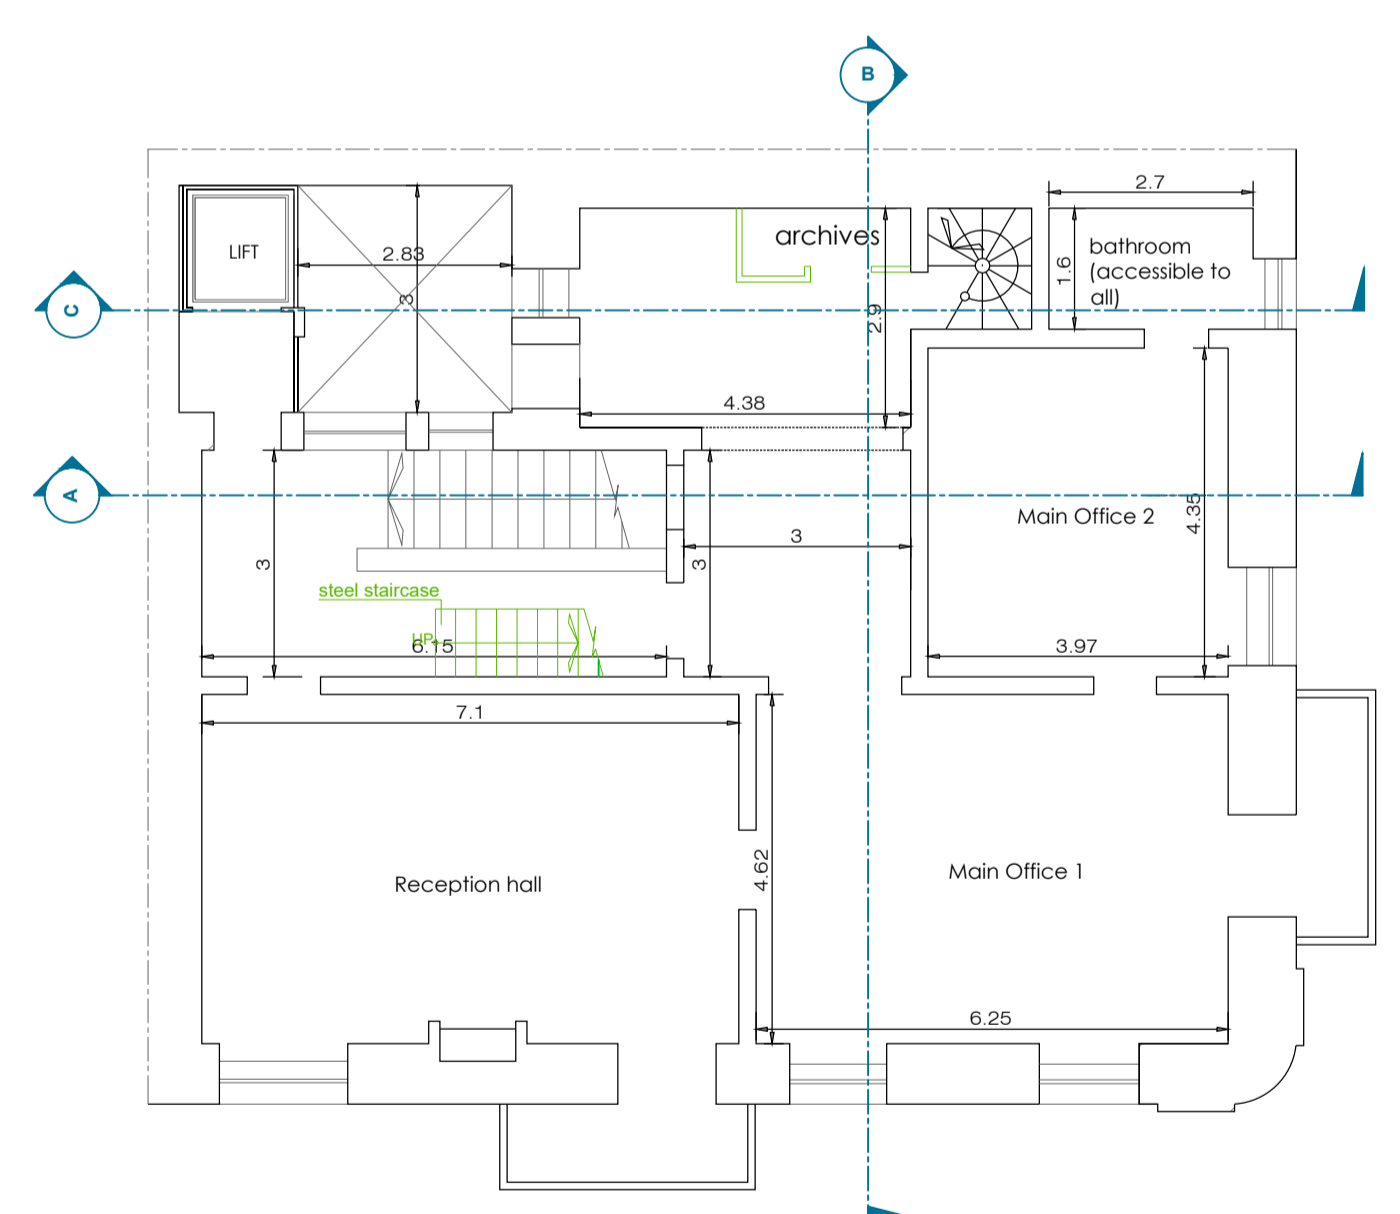 B
2.7
archives
bathroom
(accessible to
all)
1.6
LIFT
2.83
3
C
2.9
4.38
A
Main Office 2
4.35
3
3
3
steel staircase
UP
6.15
3.97
7.1
4.62
Main Office 1
Reception hall
6.25